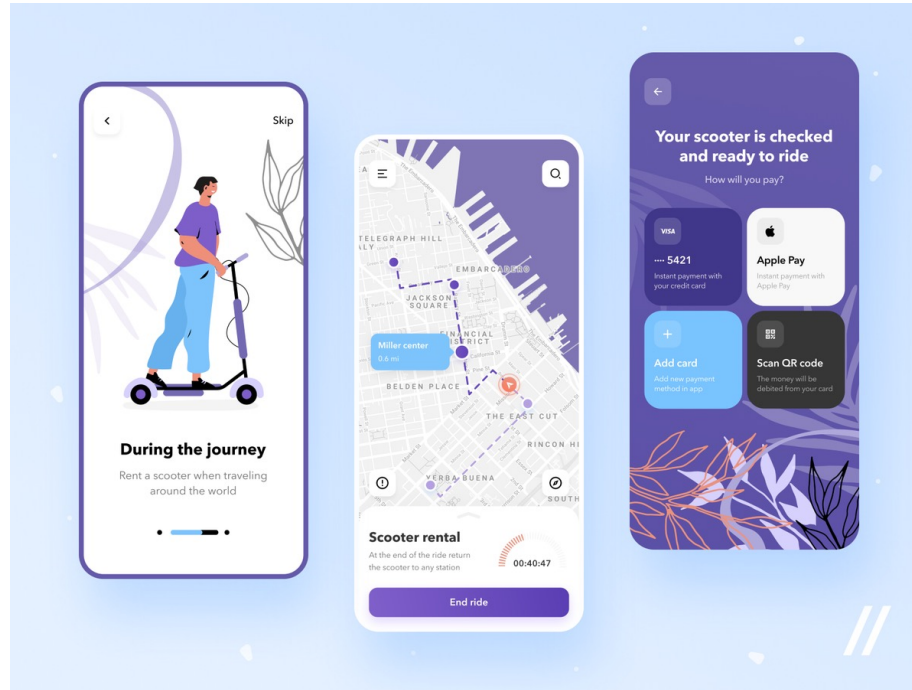 Skip
During the journey
Rent a scooter when traveling
around the world
TELEGRAPH HILL
EMBARCADERO
JACKSON
SQUARE
FINANCIAL
DISTRICT
Miller center
0.6 mi
BELDEN PLACE
THE EAST CUT
RINCON HI
YERBA BUENA
SOUTH
Scooter rental
At the end of the ride return
the scooter to any station
00:40:47
End ride
Your scooter is checked
and ready to ride
How will you pay?
VISA
···· 5421
Instant payment with
your credit card
Apple Pay
Instant payment with
Apple Pay
Add card
Add new payment
method in app
Scan QR code
The money will be
debited from your card